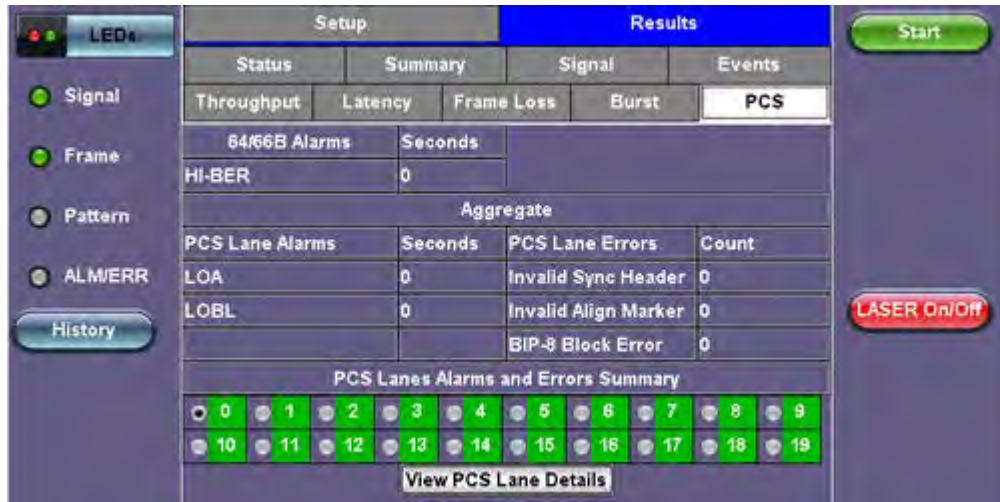 LEDs
Setup
Results
Start
Status Summary Signal Events
Signal
Throughput Latency Frame Loss Burst PCS
64/66B Alarms Seconds
Frame
HI-BER 0
Pattern
Aggregate
PCS Lane Alarms Seconds PCS Lane Errors Count
ALM/ERR
LOA 0 Invalid Sync Header 0
LOBL 0 Invalid Align Marker 0
LASER On/Off
History
BIP-8 Block Error 0
PCS Lanes Alarms and Errors Summary
0 1 2 3 4 5 6 7 8 9
10 11 12 13 14 15 16 17 18 19
View PCS Lane Details